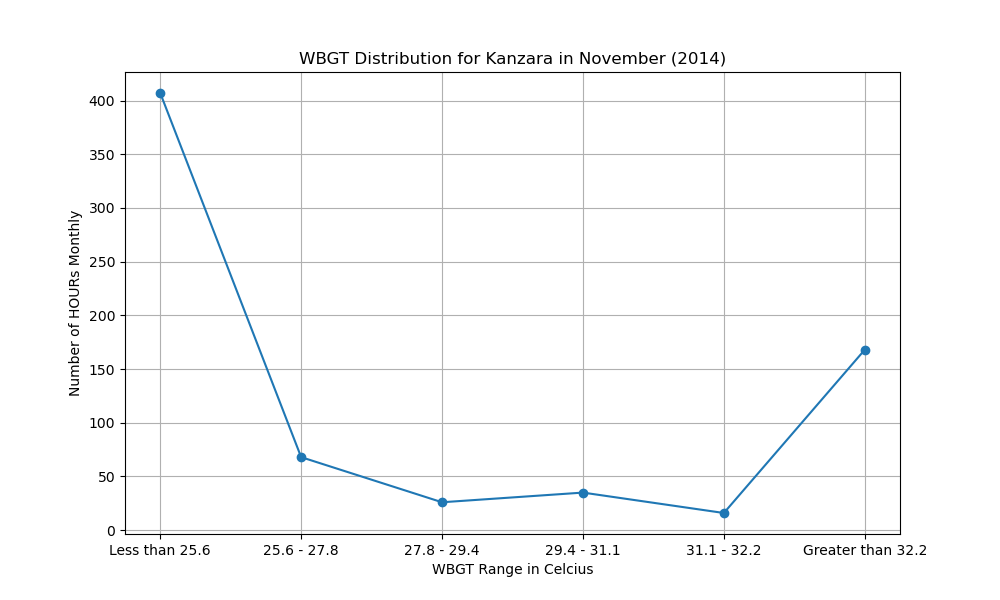 WBGT Distribution for Kanzara in November (2014)
Number of HOURs Monthly
400
350
300
250
200
150
100
50
0
Less than 25.6 25.6 - 27.8 27.8 - 29.4 29.4 - 31.1 31.1 - 32.2 Greater than 32.2
WBGT Range in Celcius